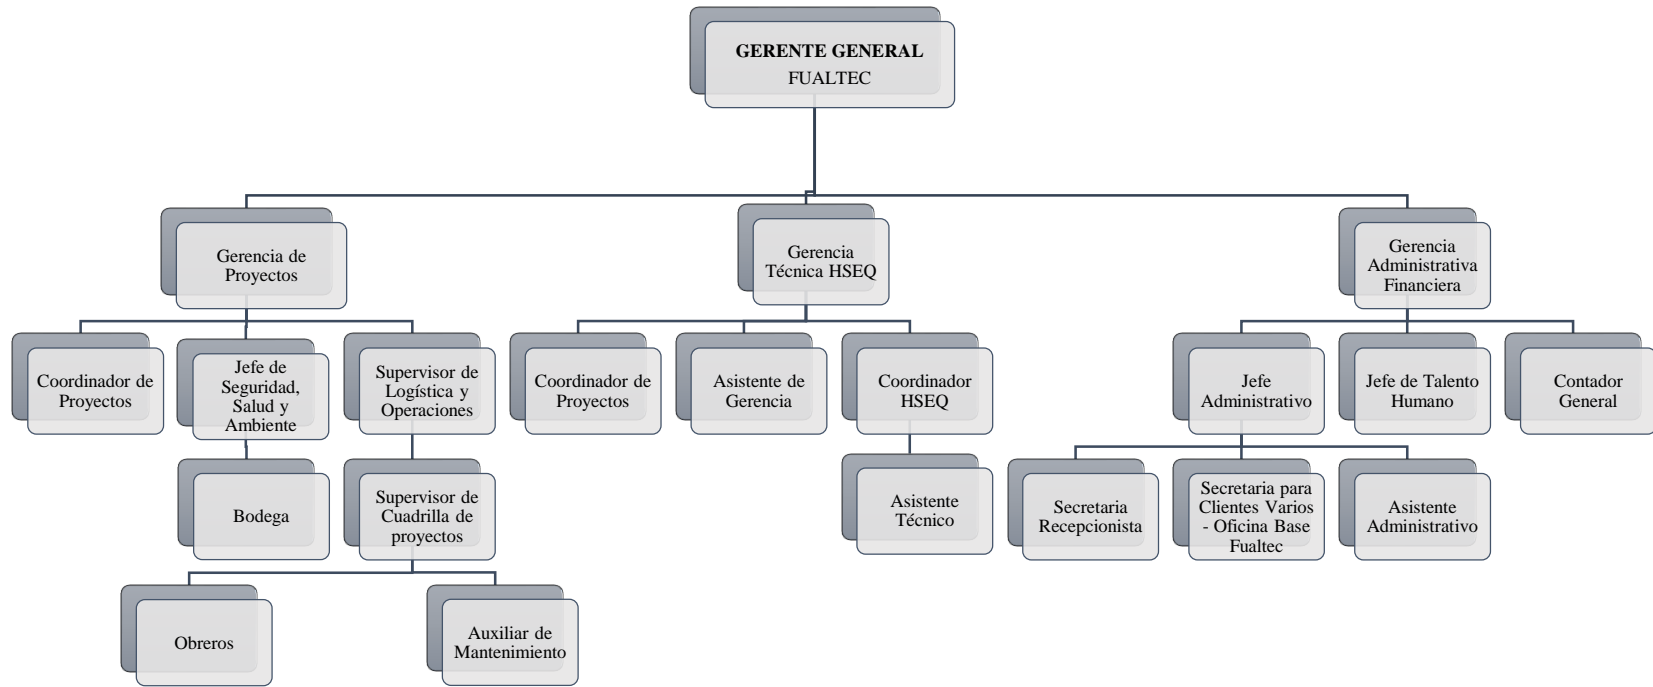 GERENTE GENERAL
FUALTEC
Gerencia de
Proyectos
Gerencia
Técnica HSEQ
Gerencia
Administrativa
Financiera
Coordinador de
Proyectos
Jefe de
Seguridad,
Salud y
Ambiente
Supervisor de
Logística y
Operaciones
Coordinador de
Proyectos
Asistente de
Gerencia
Coordinador
HSEQ
Jefe
Administrativo
Jefe de Talento
Humano
Contador
General
Bodega
Supervisor de
Cuadrilla de
proyectos
Asistente
Técnico
Secretaria
Recepcionista
Secretaria para
Clientes Varios
- Oficina Base
Fualtec
Asistente
Administrativo
Obreros
Auxiliar de
Mantenimiento